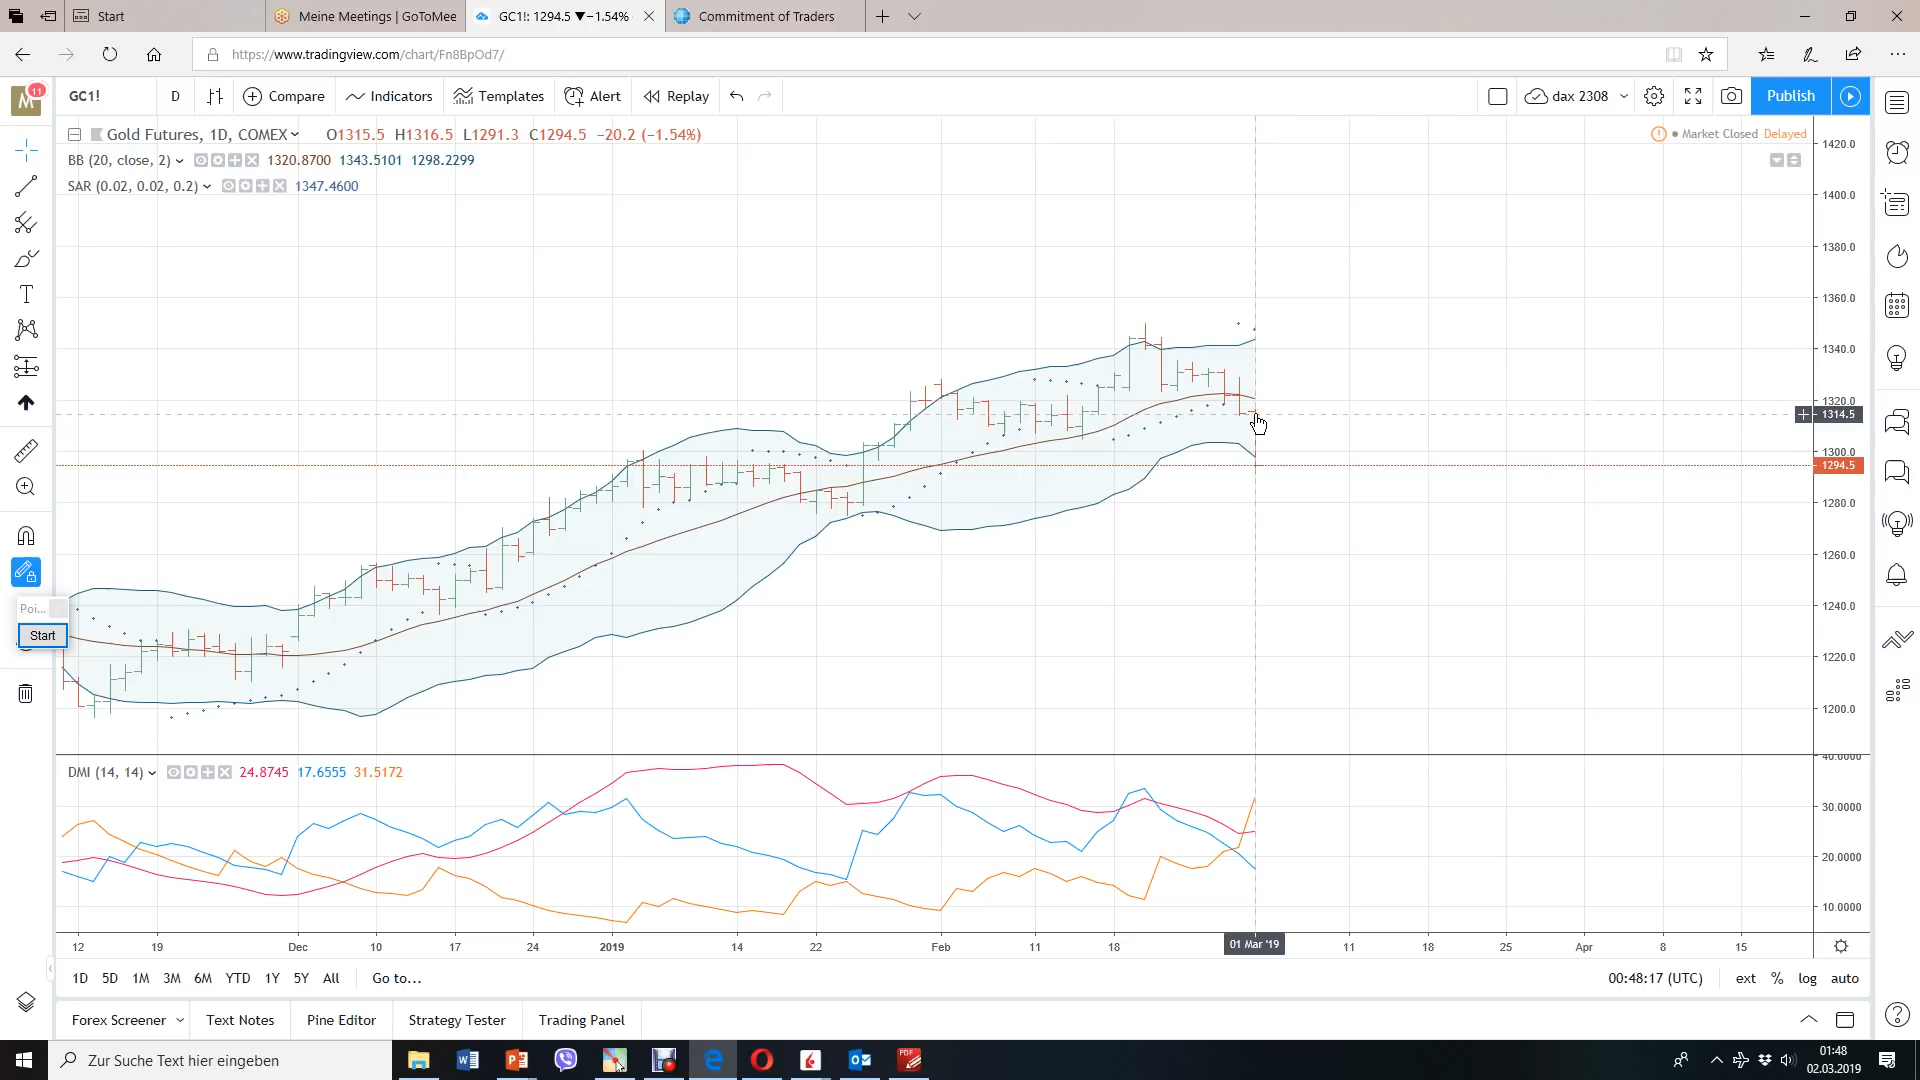 Start
Meine Meetings | GoToMee
GC1!: 1294.5 ▼−1.54%
Commitment of Traders
https://www.tradingview.com/chart/Fn8BpOd7/
M
11
GC1!
D
Compare
Indicators
Templates
Alert
Replay
dax 2308
Publish
Gold Futures, 1D, COMEX O1315.5 H1316.5 L1291.3 C1294.5 −20.2 (−1.54%)
Market Closed Delayed
BB (20, close, 2) 1320.8700 1343.5101 1298.2299
SAR (0.02, 0.02, 0.2) 1347.4600
1420.0
1400.0
1380.0
1360.0
1340.0
1320.0
1314.5
1300.0
1294.5
1280.0
1260.0
1240.0
1220.0
1200.0
T
Poi...
Start
DMI (14, 14) 24.8745 17.6555 31.5172
40.0000
30.0000
20.0000
10.0000
12 19 Dec 10 17 24 2019 14 22 Feb 11 18 01 Mar '19 11 18 25 Apr 8 15
1D 5D 1M 3M 6M YTD 1Y 5Y All Go to...
00:48:17 (UTC) ext % log auto
Forex Screener Text Notes Pine Editor Strategy Tester Trading Panel
Zur Suche Text hier eingeben
PDF
01:48
02.03.2019